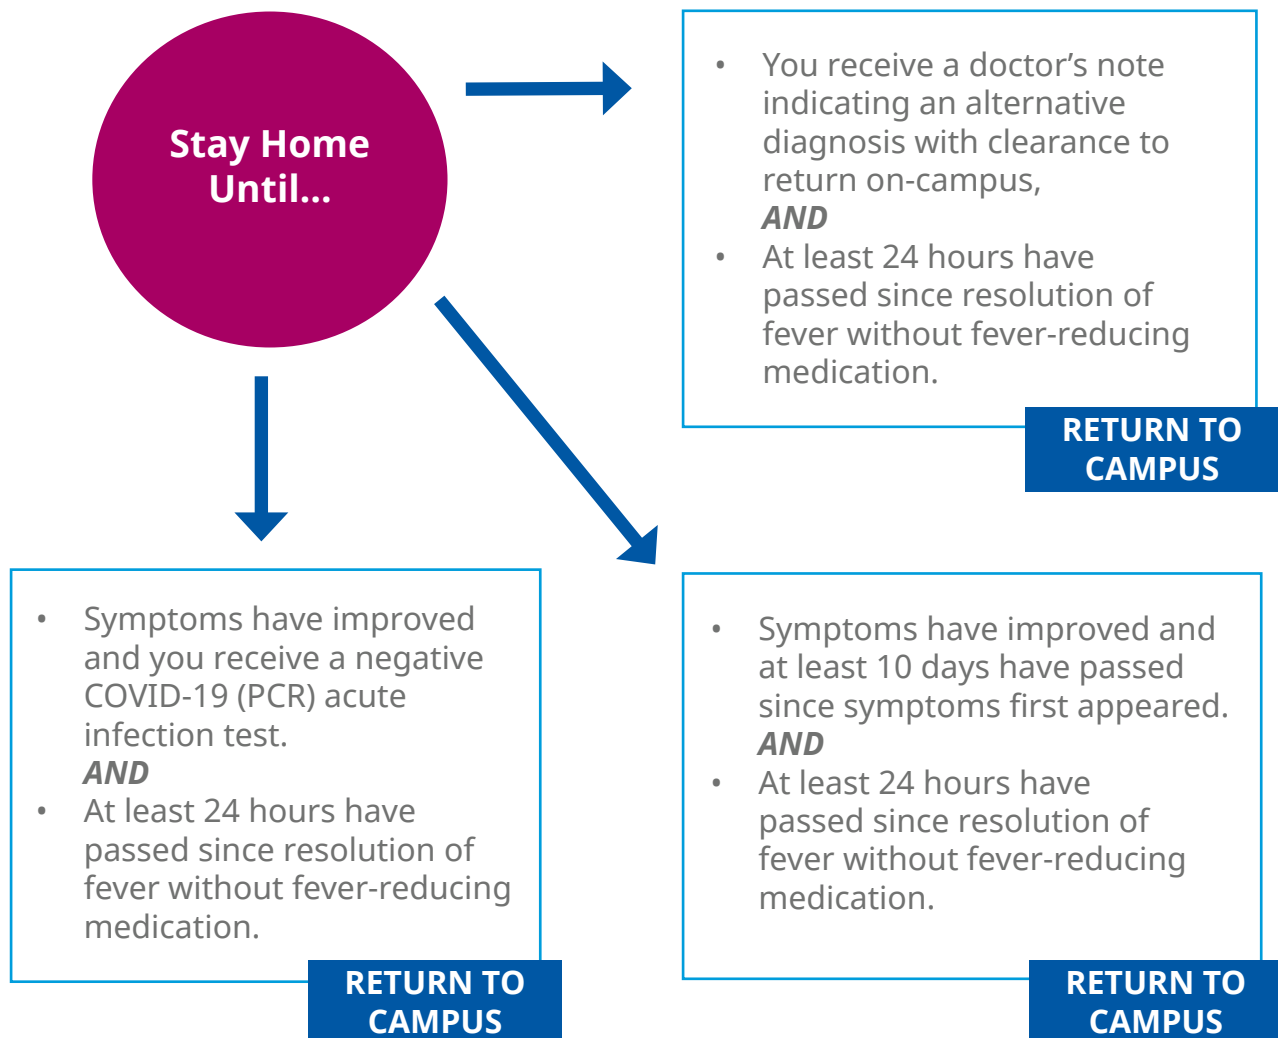 Stay Home
Until...
• You receive a doctor's note
indicating an alternative
diagnosis with clearance to
return on-campus,
AND
• At least 24 hours have
passed since resolution of
fever without fever-reducing
medication.
RETURN TO
CAMPUS
• Symptoms have improved
and you receive a negative
COVID-19 (PCR) acute
infection test.
AND
• At least 24 hours have
passed since resolution of
fever without fever-reducing
medication.
RETURN TO
CAMPUS
• Symptoms have improved and
at least 10 days have passed
since symptoms first appeared.
AND
• At least 24 hours have
passed since resolution of
fever without fever-reducing
medication.
RETURN TO
CAMPUS